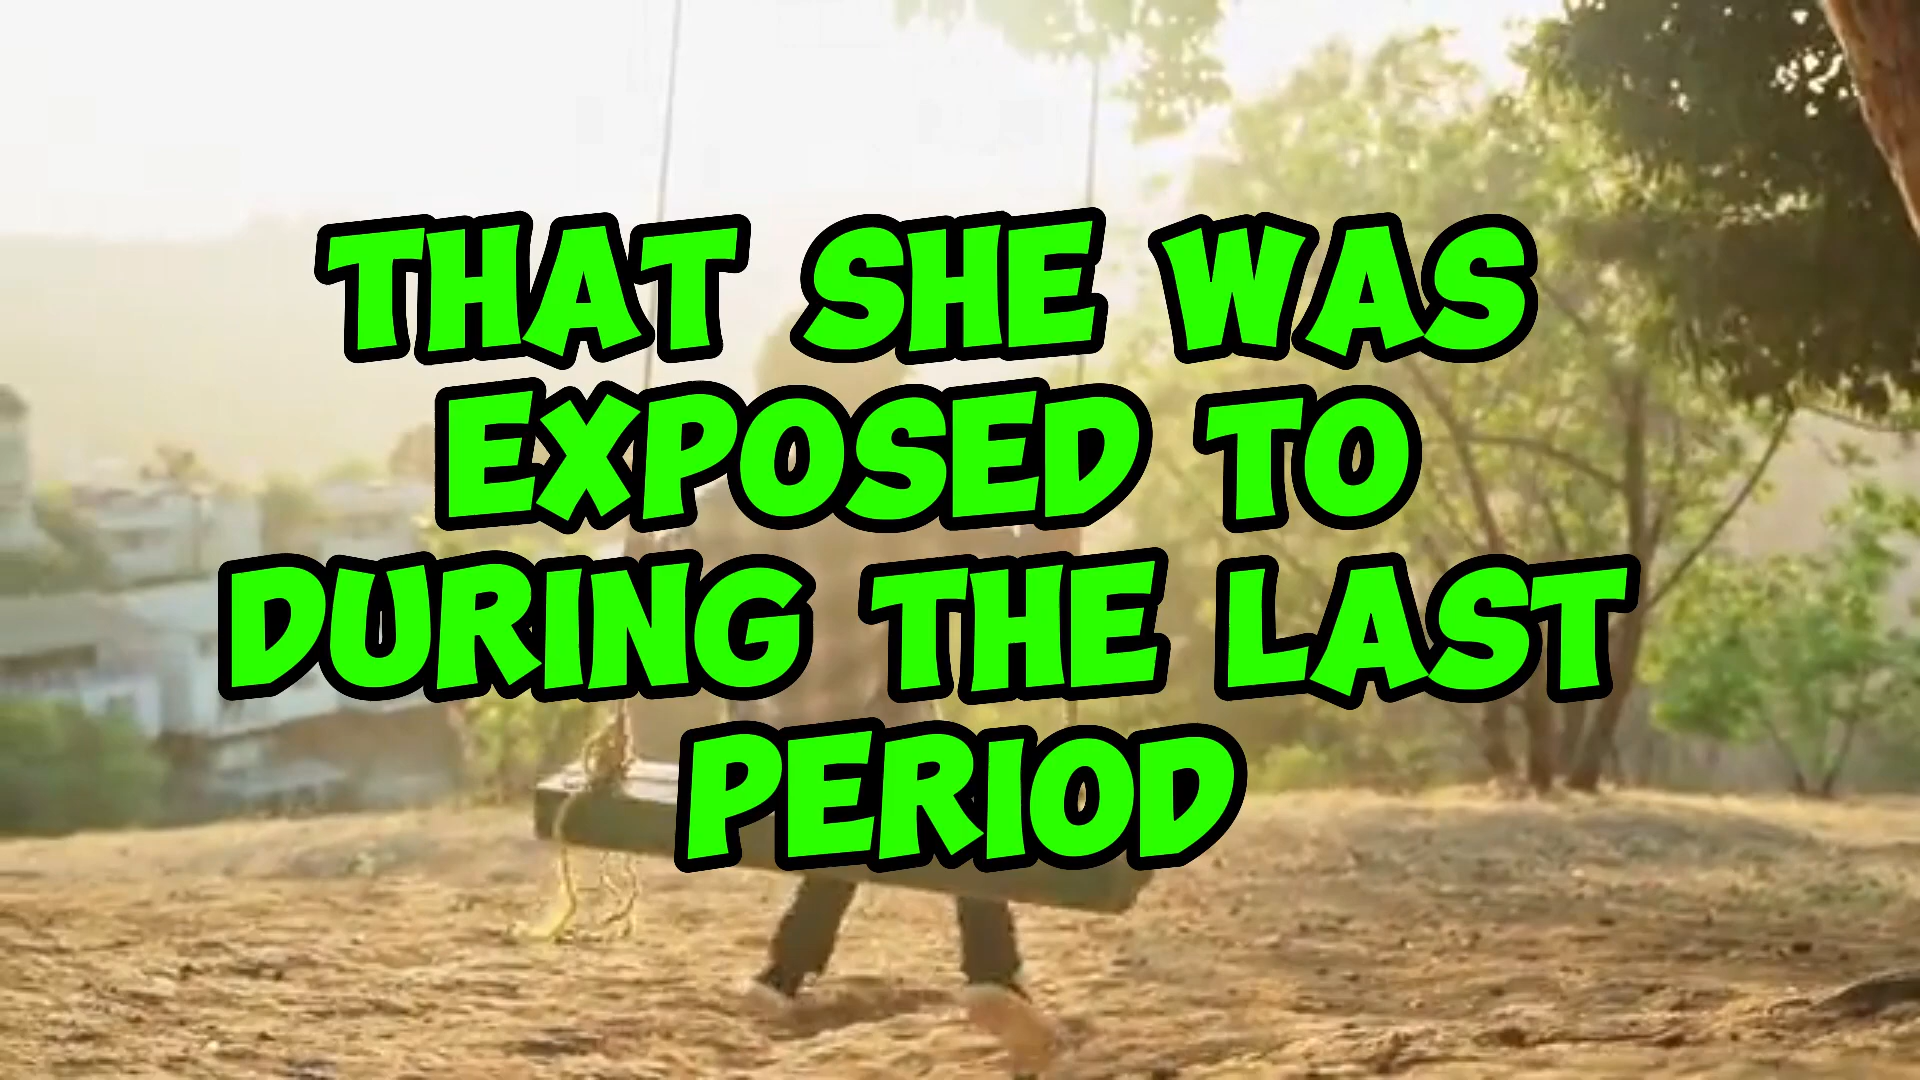 THAT SHE WAS
EXPOSED TO
DURING THE LAST
PERIOD